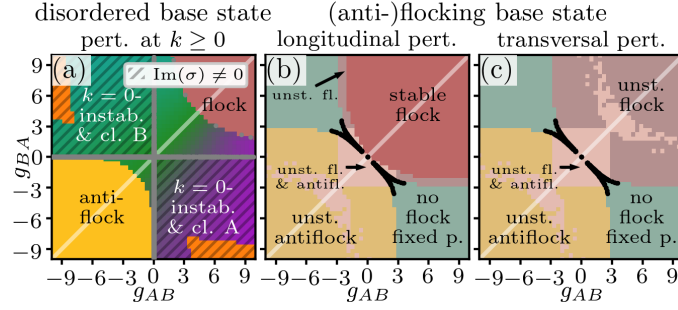 disordered base state
(anti-)flocking base state
pert. at k ≥ 0
longitudinal pert.
transversal pert.
(a)
Im(σ) ≠ 0
k = 0-
instab.
& cl. B
flock
anti-
flock
k = 0-
instab.
& cl. A
9
6
3
0
−3
−6
−9
g_BA
−9 −6 −3 0 3 6 9
g_AB
(b)
unst. fl.
stable
flock
unst. fl.
& antifl.
unst.
antiflock
no
flock
fixed p.
−9 −6 −3 0 3 6 9
g_AB
(c)
unst.
flock
unst. fl.
& antifl.
unst.
antiflock
no
flock
fixed p.
−9 −6 −3 0 3 6 9
g_AB